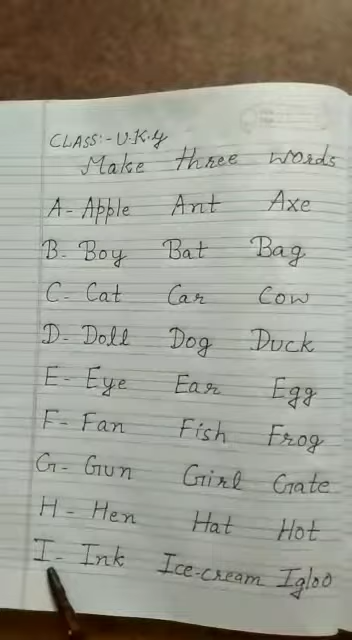 CLASS:- U.K.G
Make three words
A- Apple Ant Axe
B- Boy Bat Bag
C- Cat Car Cow
D- Doll Dog Duck
E- Eye Ear Egg
F- Fan Fish Frog
G- Gun Girl Gate
H- Hen Hat Hot
I- Ink Ice-cream Igloo